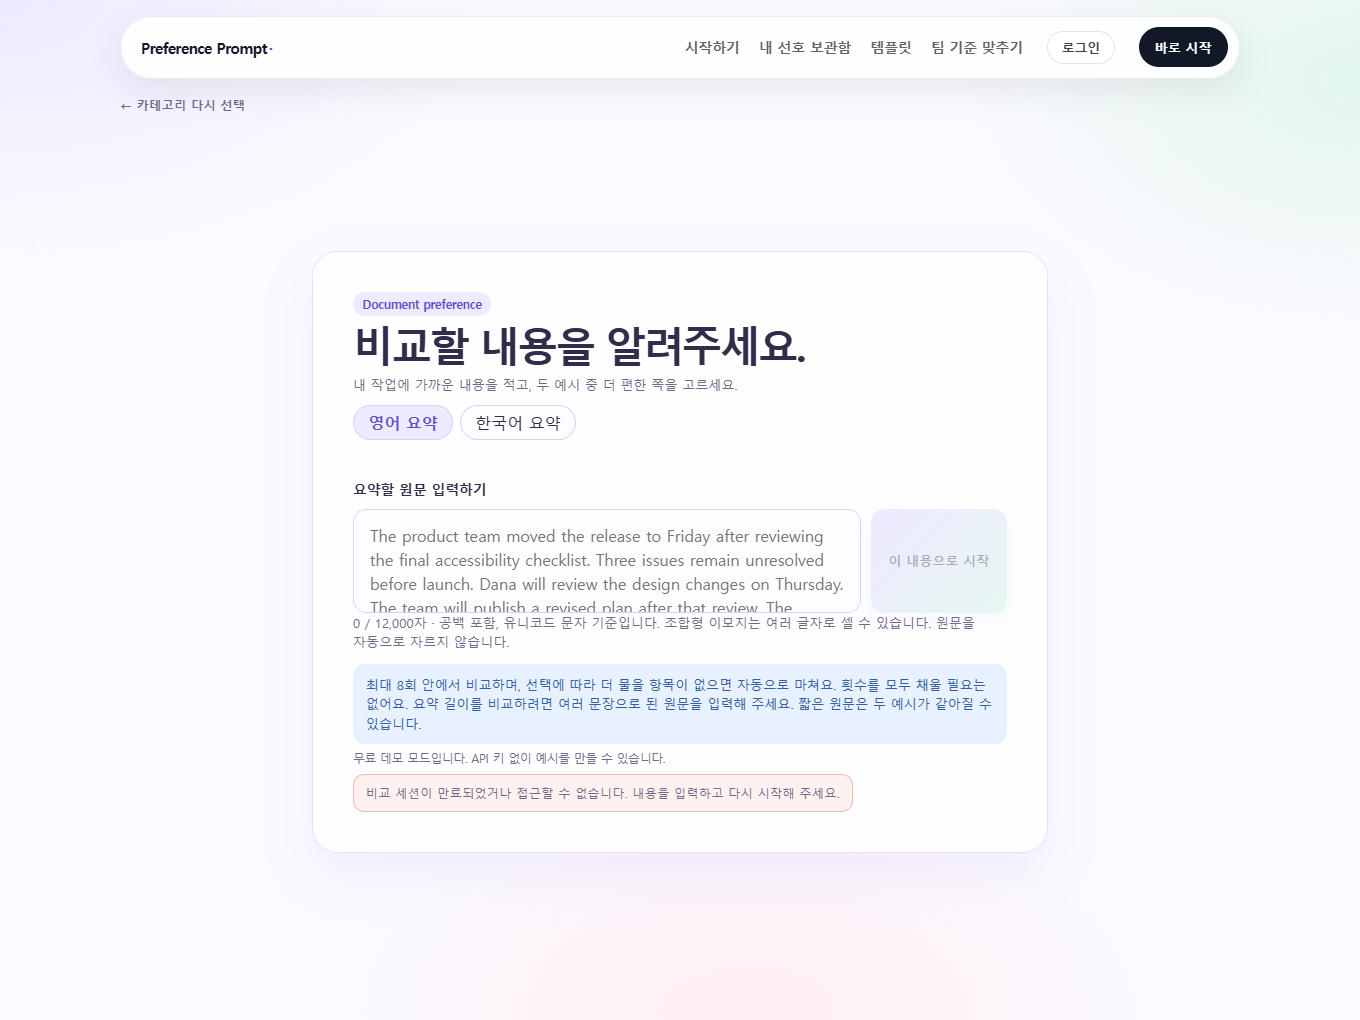 Preference Prompt·
시작하기 내 선호 보관함 템플릿 팀 기준 맞추기 로그인 바로 시작
← 카테고리 다시 선택
Document preference
비교할 내용을 알려주세요.
내 작업에 가까운 내용을 적고, 두 예시 중 더 편한 쪽을 고르세요.
영어 요약 한국어 요약
요약할 원문 입력하기
The product team moved the release to Friday after reviewing
the final accessibility checklist. Three issues remain unresolved
before launch. Dana will review the design changes on Thursday.
The team will publish a revised plan after that review. The
이 내용으로 시작
0 / 12,000자 · 공백 포함, 유니코드 문자 기준입니다. 조합형 이모지는 여러 글자로 셀 수 있습니다. 원문을
자동으로 자르지 않습니다.
최대 8회 안에서 비교하며, 선택에 따라 더 물을 항목이 없으면 자동으로 마쳐요. 횟수를 모두 채울 필요는
없어요. 요약 길이를 비교하려면 여러 문장으로 된 원문을 입력해 주세요. 짧은 원문은 두 예시가 같아질 수
있습니다.
무료 데모 모드입니다. API 키 없이 예시를 만들 수 있습니다.
비교 세션이 만료되었거나 접근할 수 없습니다. 내용을 입력하고 다시 시작해 주세요.